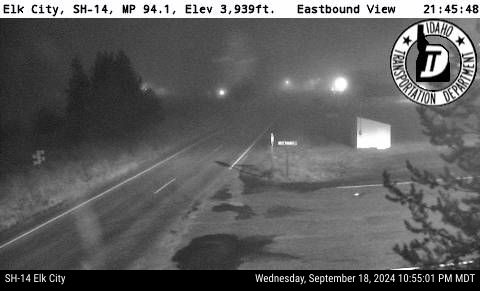 Elk City, SH-14, MP 94.1, Elev 3,939ft. Eastbound View 21:45:48
IDAHO
TRANSPORTATION DEPARTMENT
SH-14 Elk City
Wednesday, September 18, 2024 10:55:01 PM MDT